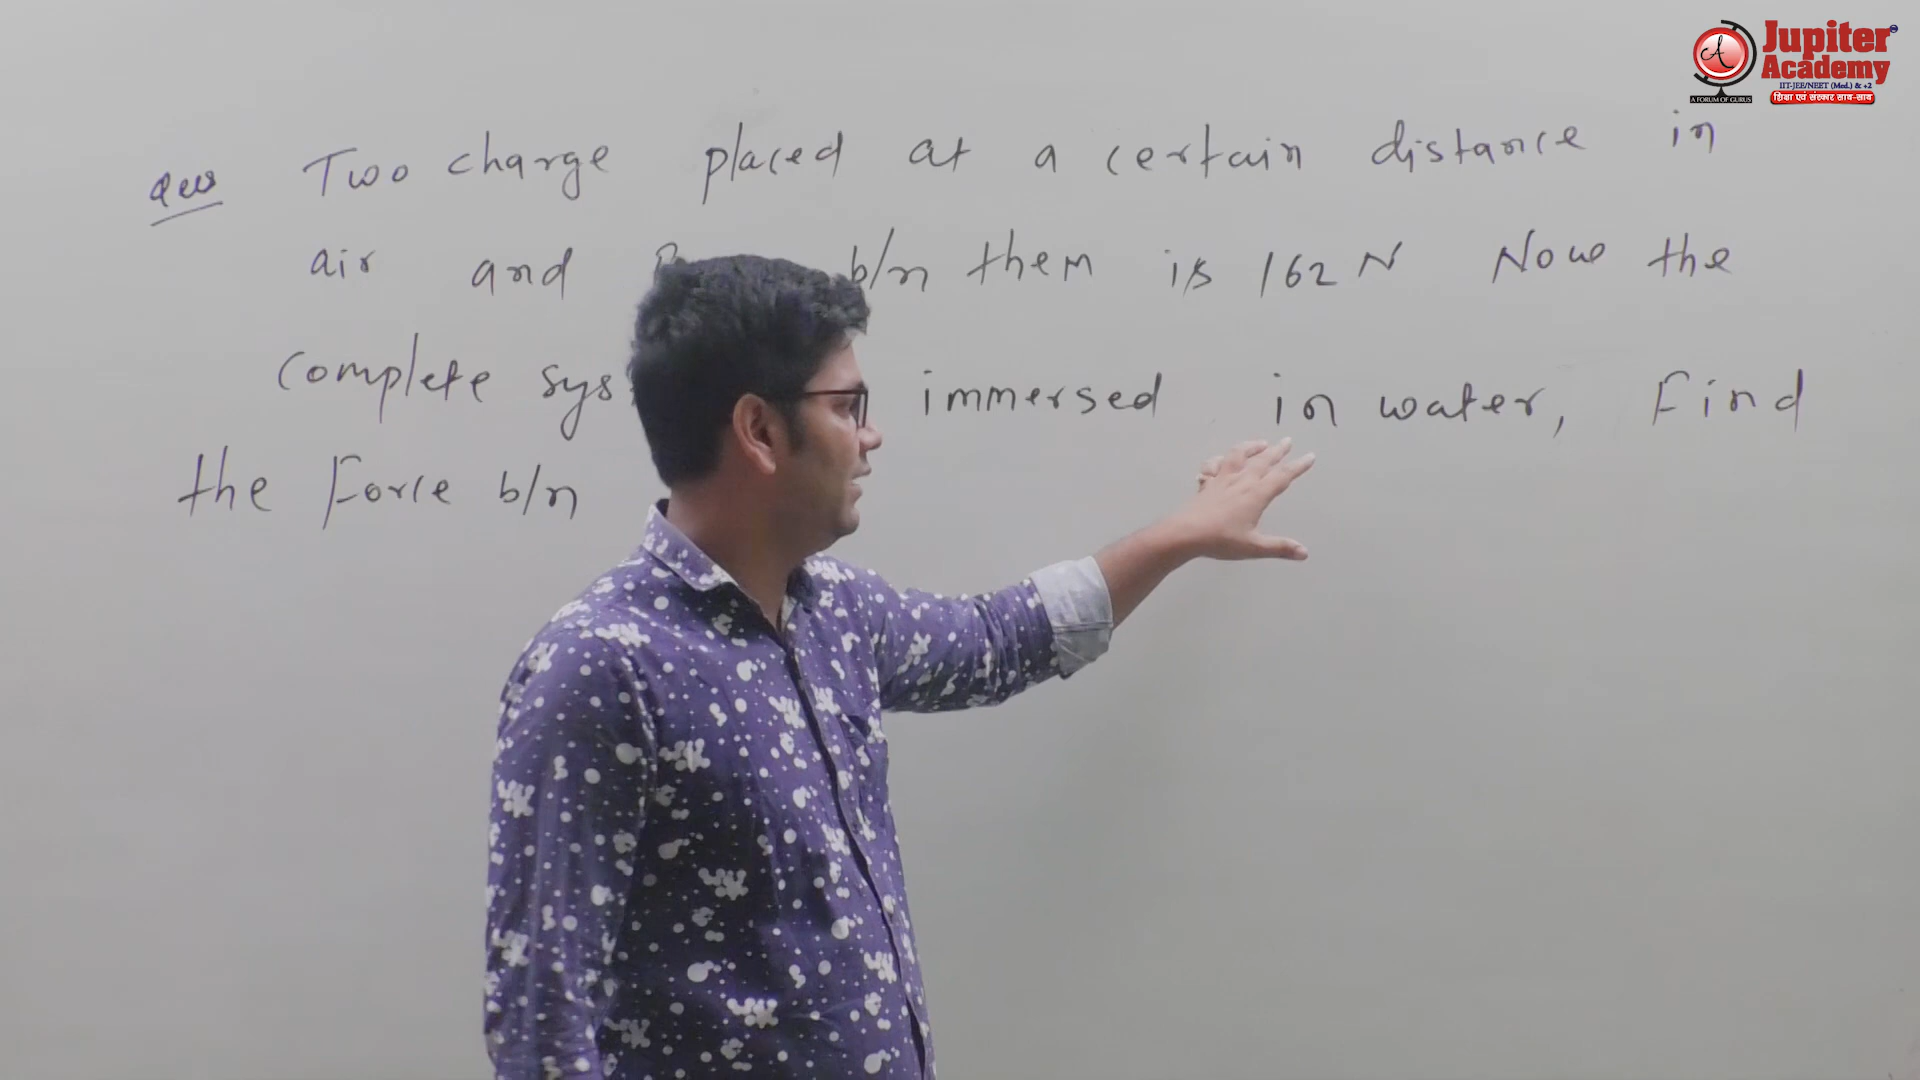 Jupiter
Academy
IIT-JEE/NEET (Med.) & +2
शिक्षा एवं संस्कार साथ-साथ
A FORUM OF GURUS
Que Two charge placed at a certain distance in
air and b/n them is 162 N Now the
complete sys immersed in water, Find
the Force b/n